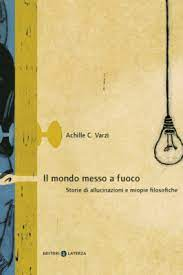 Achille C. Varzi
Il mondo messo a fuoco
Storie di allucinazioni e miopie filosofiche
EDITORI LATERZA